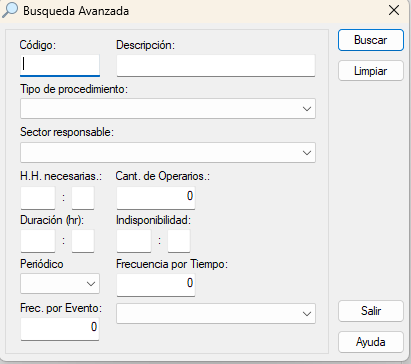 Busqueda Avanzada
Código: Descripción: Buscar
Limpiar
Tipo de procedimiento:
Sector responsable:
H.H. necesarias.: Cant. de Operarios.:
: 0
Duración (hr): Indisponibilidad:
: :
Periódico Frecuencia por Tiempo:
0
Frec. por Evento: Salir
0
Ayuda